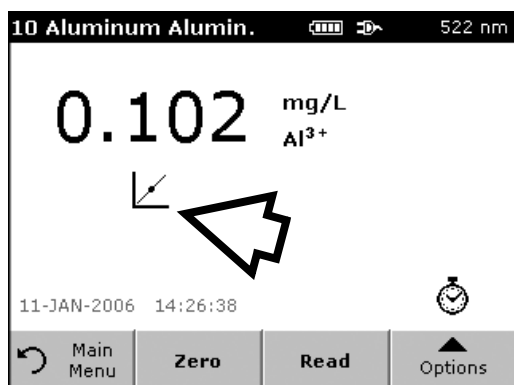 10 Aluminum Alumin. 522 nm
0.102 mg/L
Al³⁺
11-JAN-2006 14:26:38
Main Menu Zero Read Options